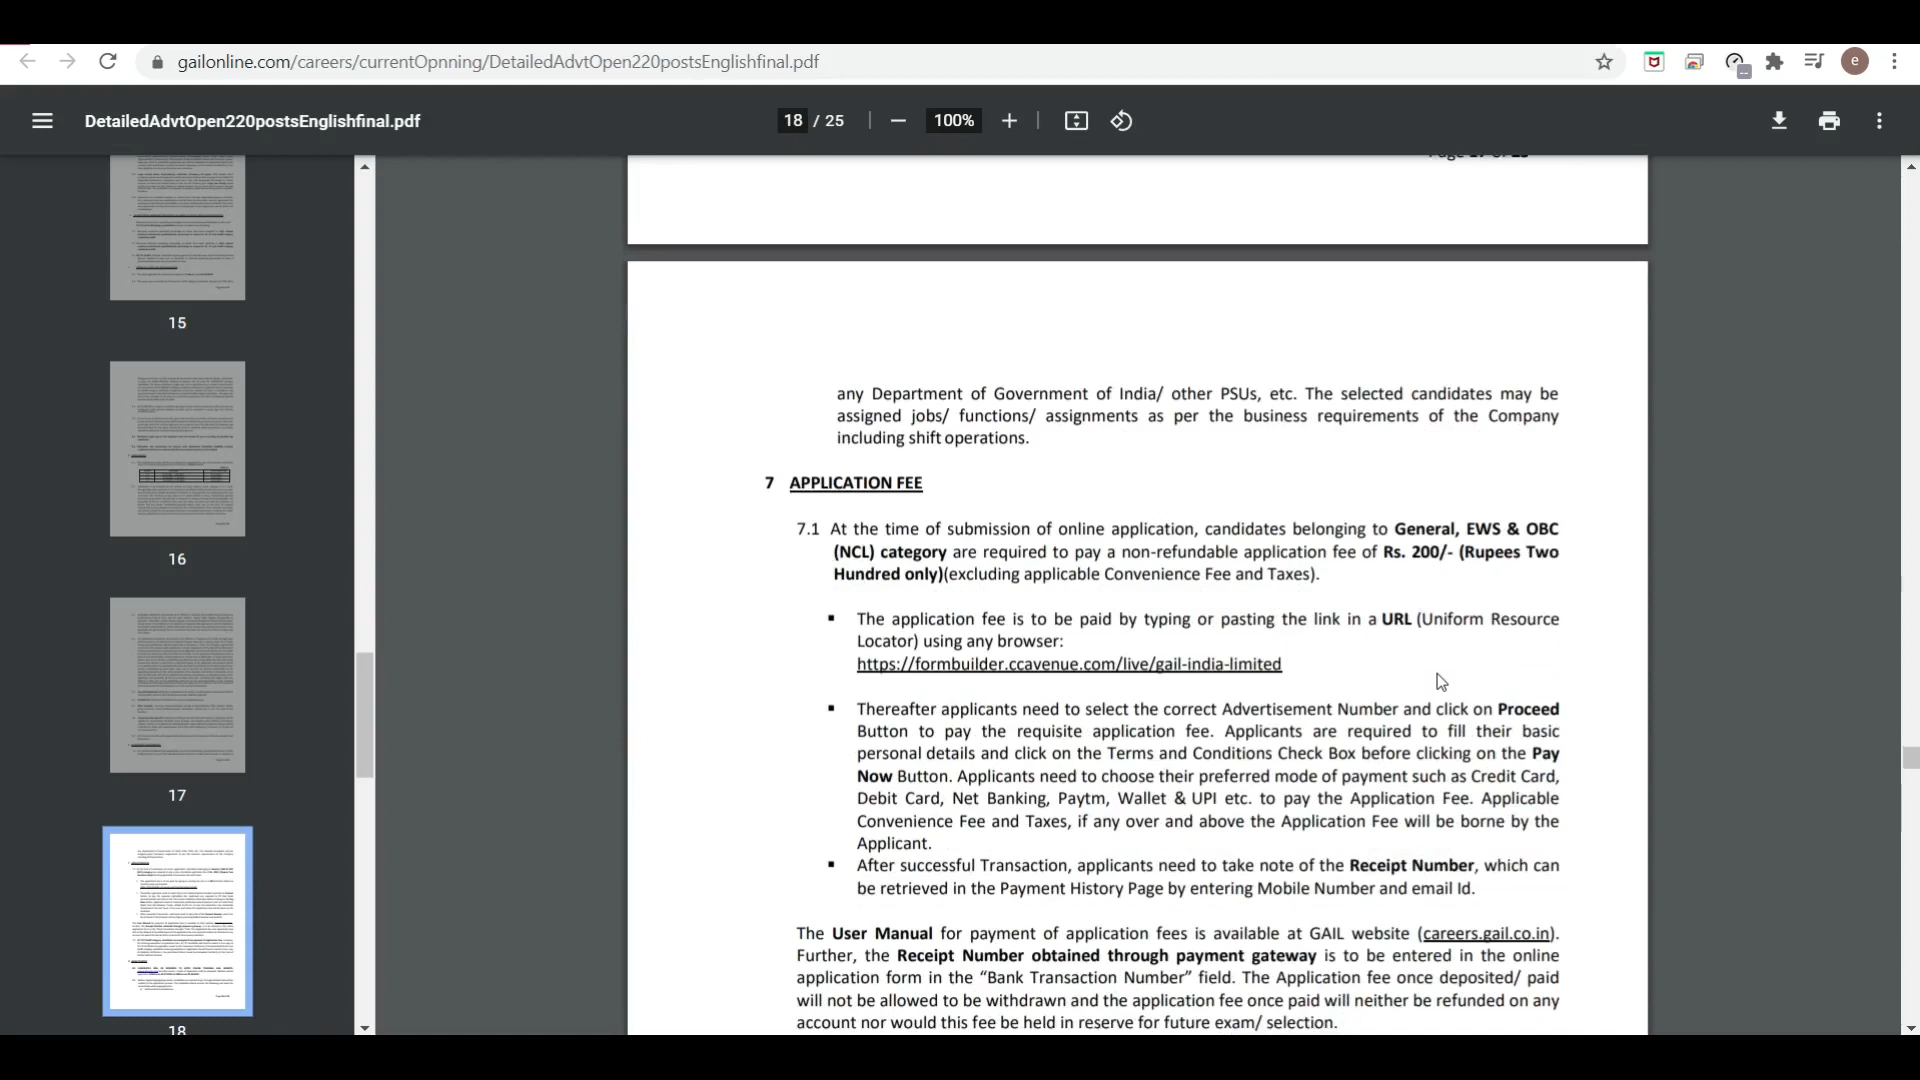 gailonline.com/careers/currentOpnning/DetailedAdvtOpen220postsEnglishfinal.pdf
e
DetailedAdvtOpen220postsEnglishfinal.pdf
18 / 25
100%
15
16
17
18
any Department of Government of India/ other PSUs, etc. The selected candidates may be
assigned jobs/ functions/ assignments as per the business requirements of the Company
including shift operations.
7 APPLICATION FEE
7.1 At the time of submission of online application, candidates belonging to General, EWS & OBC
(NCL) category are required to pay a non-refundable application fee of Rs. 200/- (Rupees Two
Hundred only)(excluding applicable Convenience Fee and Taxes).
▪ The application fee is to be paid by typing or pasting the link in a URL (Uniform Resource
Locator) using any browser:
https://formbuilder.ccavenue.com/live/gail-india-limited
▪ Thereafter applicants need to select the correct Advertisement Number and click on Proceed
Button to pay the requisite application fee. Applicants are required to fill their basic
personal details and click on the Terms and Conditions Check Box before clicking on the Pay
Now Button. Applicants need to choose their preferred mode of payment such as Credit Card,
Debit Card, Net Banking, Paytm, Wallet & UPI etc. to pay the Application Fee. Applicable
Convenience Fee and Taxes, if any over and above the Application Fee will be borne by the
Applicant.
▪ After successful Transaction, applicants need to take note of the Receipt Number, which can
be retrieved in the Payment History Page by entering Mobile Number and email Id.
The User Manual for payment of application fees is available at GAIL website (careers.gail.co.in).
Further, the Receipt Number obtained through payment gateway is to be entered in the online
application form in the “Bank Transaction Number” field. The Application fee once deposited/ paid
will not be allowed to be withdrawn and the application fee once paid will neither be refunded on any
account nor would this fee be held in reserve for future exam/ selection.